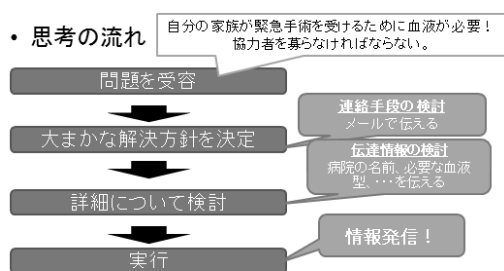 • 思考の流れ
自分の家族が緊急手術を受けるために血液が必要！
協力者を募らなければならない。
問題を受容
連絡手段の検討
メールで伝える
大まかな解決方針を決定
伝達情報の検討
病院の名前、必要な血液
型、・・・を伝える
詳細について検討
情報発信！
実行